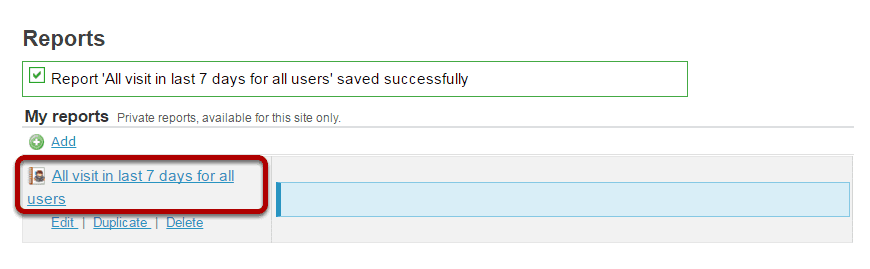 Reports
Report 'All visit in last 7 days for all users' saved successfully
My reports Private reports, available for this site only.
Add
All visit in last 7 days for all
users
Edit | Duplicate | Delete